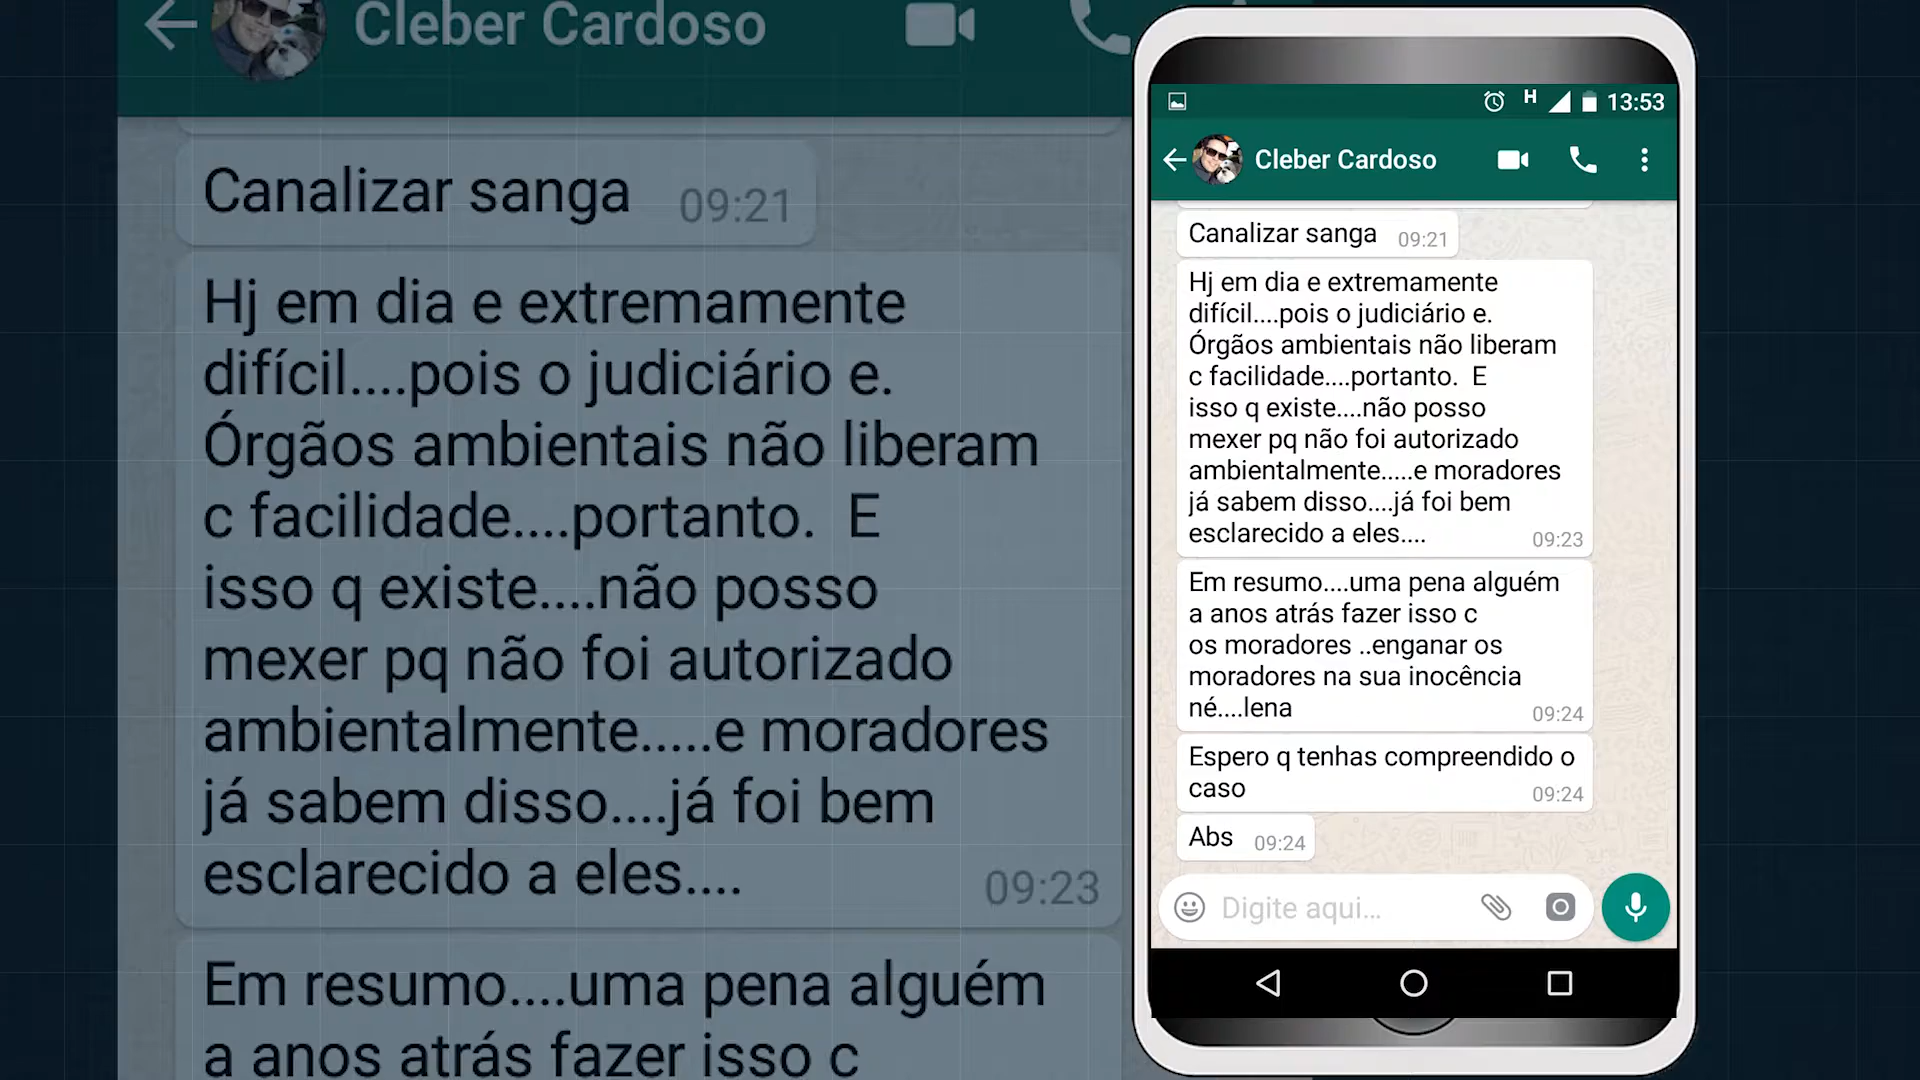 Cleber Cardoso
Canalizar sanga 09:21
Hj em dia e extremamente
difícil....pois o judiciário e.
Órgãos ambientais não liberam
c facilidade....portanto.  E
isso q existe....não posso
mexer pq não foi autorizado
ambientalmente.....e moradores
já sabem disso....já foi bem
esclarecido a eles.... 09:23
Em resumo....uma pena alguém
a anos atrás fazer isso c
H 13:53
Cleber Cardoso
Canalizar sanga 09:21
Hj em dia e extremamente
difícil....pois o judiciário e.
Órgãos ambientais não liberam
c facilidade....portanto.  E
isso q existe....não posso
mexer pq não foi autorizado
ambientalmente.....e moradores
já sabem disso....já foi bem
esclarecido a eles.... 09:23
Em resumo....uma pena alguém
a anos atrás fazer isso c
os moradores ..enganar os
moradores na sua inocência
né....lena 09:24
Espero q tenhas compreendido o
caso 09:24
Abs 09:24
Digite aqui...